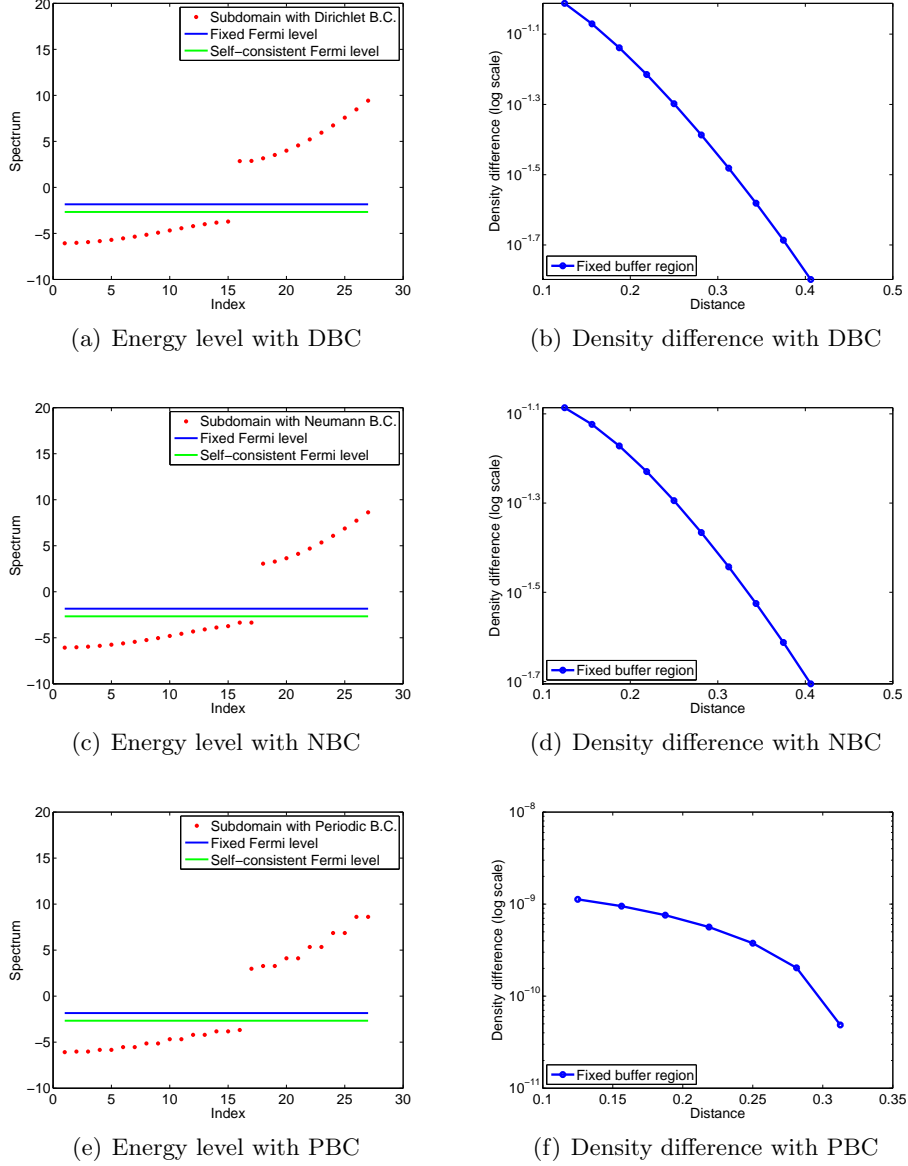 20
15
10
5
0
−5
−10
0 5 10 15 20 25 30
Spectrum
Index
Subdomain with Dirichlet B.C.
Fixed Fermi level
Self−consistent Fermi level
(a) Energy level with DBC
10^−1.1
10^−1.3
10^−1.5
10^−1.7
0.1 0.2 0.3 0.4 0.5
Density difference (log scale)
Distance
Fixed buffer region
(b) Density difference with DBC
20
15
10
5
0
−5
−10
0 5 10 15 20 25 30
Spectrum
Index
Subdomain with Neumann B.C.
Fixed Fermi level
Self−consistent Fermi level
(c) Energy level with NBC
10^−1.1
10^−1.3
10^−1.5
10^−1.7
0.1 0.2 0.3 0.4 0.5
Density difference (log scale)
Distance
Fixed buffer region
(d) Density difference with NBC
20
15
10
5
0
−5
−10
0 5 10 15 20 25 30
Spectrum
Index
Subdomain with Periodic B.C.
Fixed Fermi level
Self−consistent Fermi level
(e) Energy level with PBC
10^−8
10^−9
10^−10
10^−11
0.1 0.15 0.2 0.25 0.3 0.35
Density difference (log scale)
Distance
Fixed buffer region
(f) Density difference with PBC